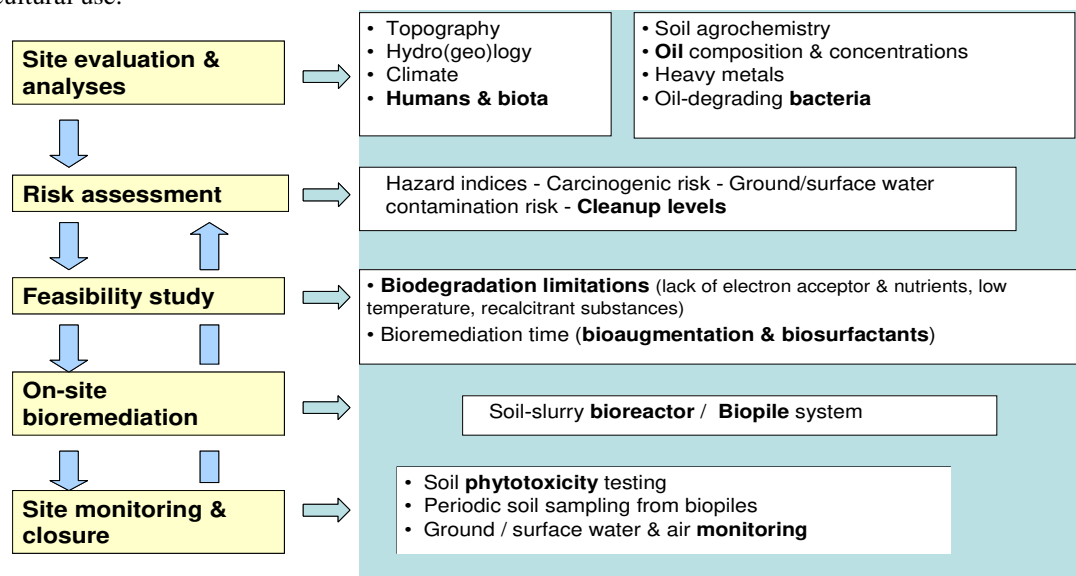 cultural use.
Site evaluation &
analyses
• Topography
• Hydro(geo)logy
• Climate
• Humans & biota
• Soil agrochemistry
• Oil composition & concentrations
• Heavy metals
• Oil-degrading bacteria
Risk assessment
Hazard indices - Carcinogenic risk - Ground/surface water
contamination risk - Cleanup levels
Feasibility study
• Biodegradation limitations (lack of electron acceptor & nutrients, low
temperature, recalcitrant substances)
• Bioremediation time (bioaugmentation & biosurfactants)
On-site
bioremediation
Soil-slurry bioreactor / Biopile system
Site monitoring &
closure
• Soil phytotoxicity testing
• Periodic soil sampling from biopiles
• Ground / surface water & air monitoring